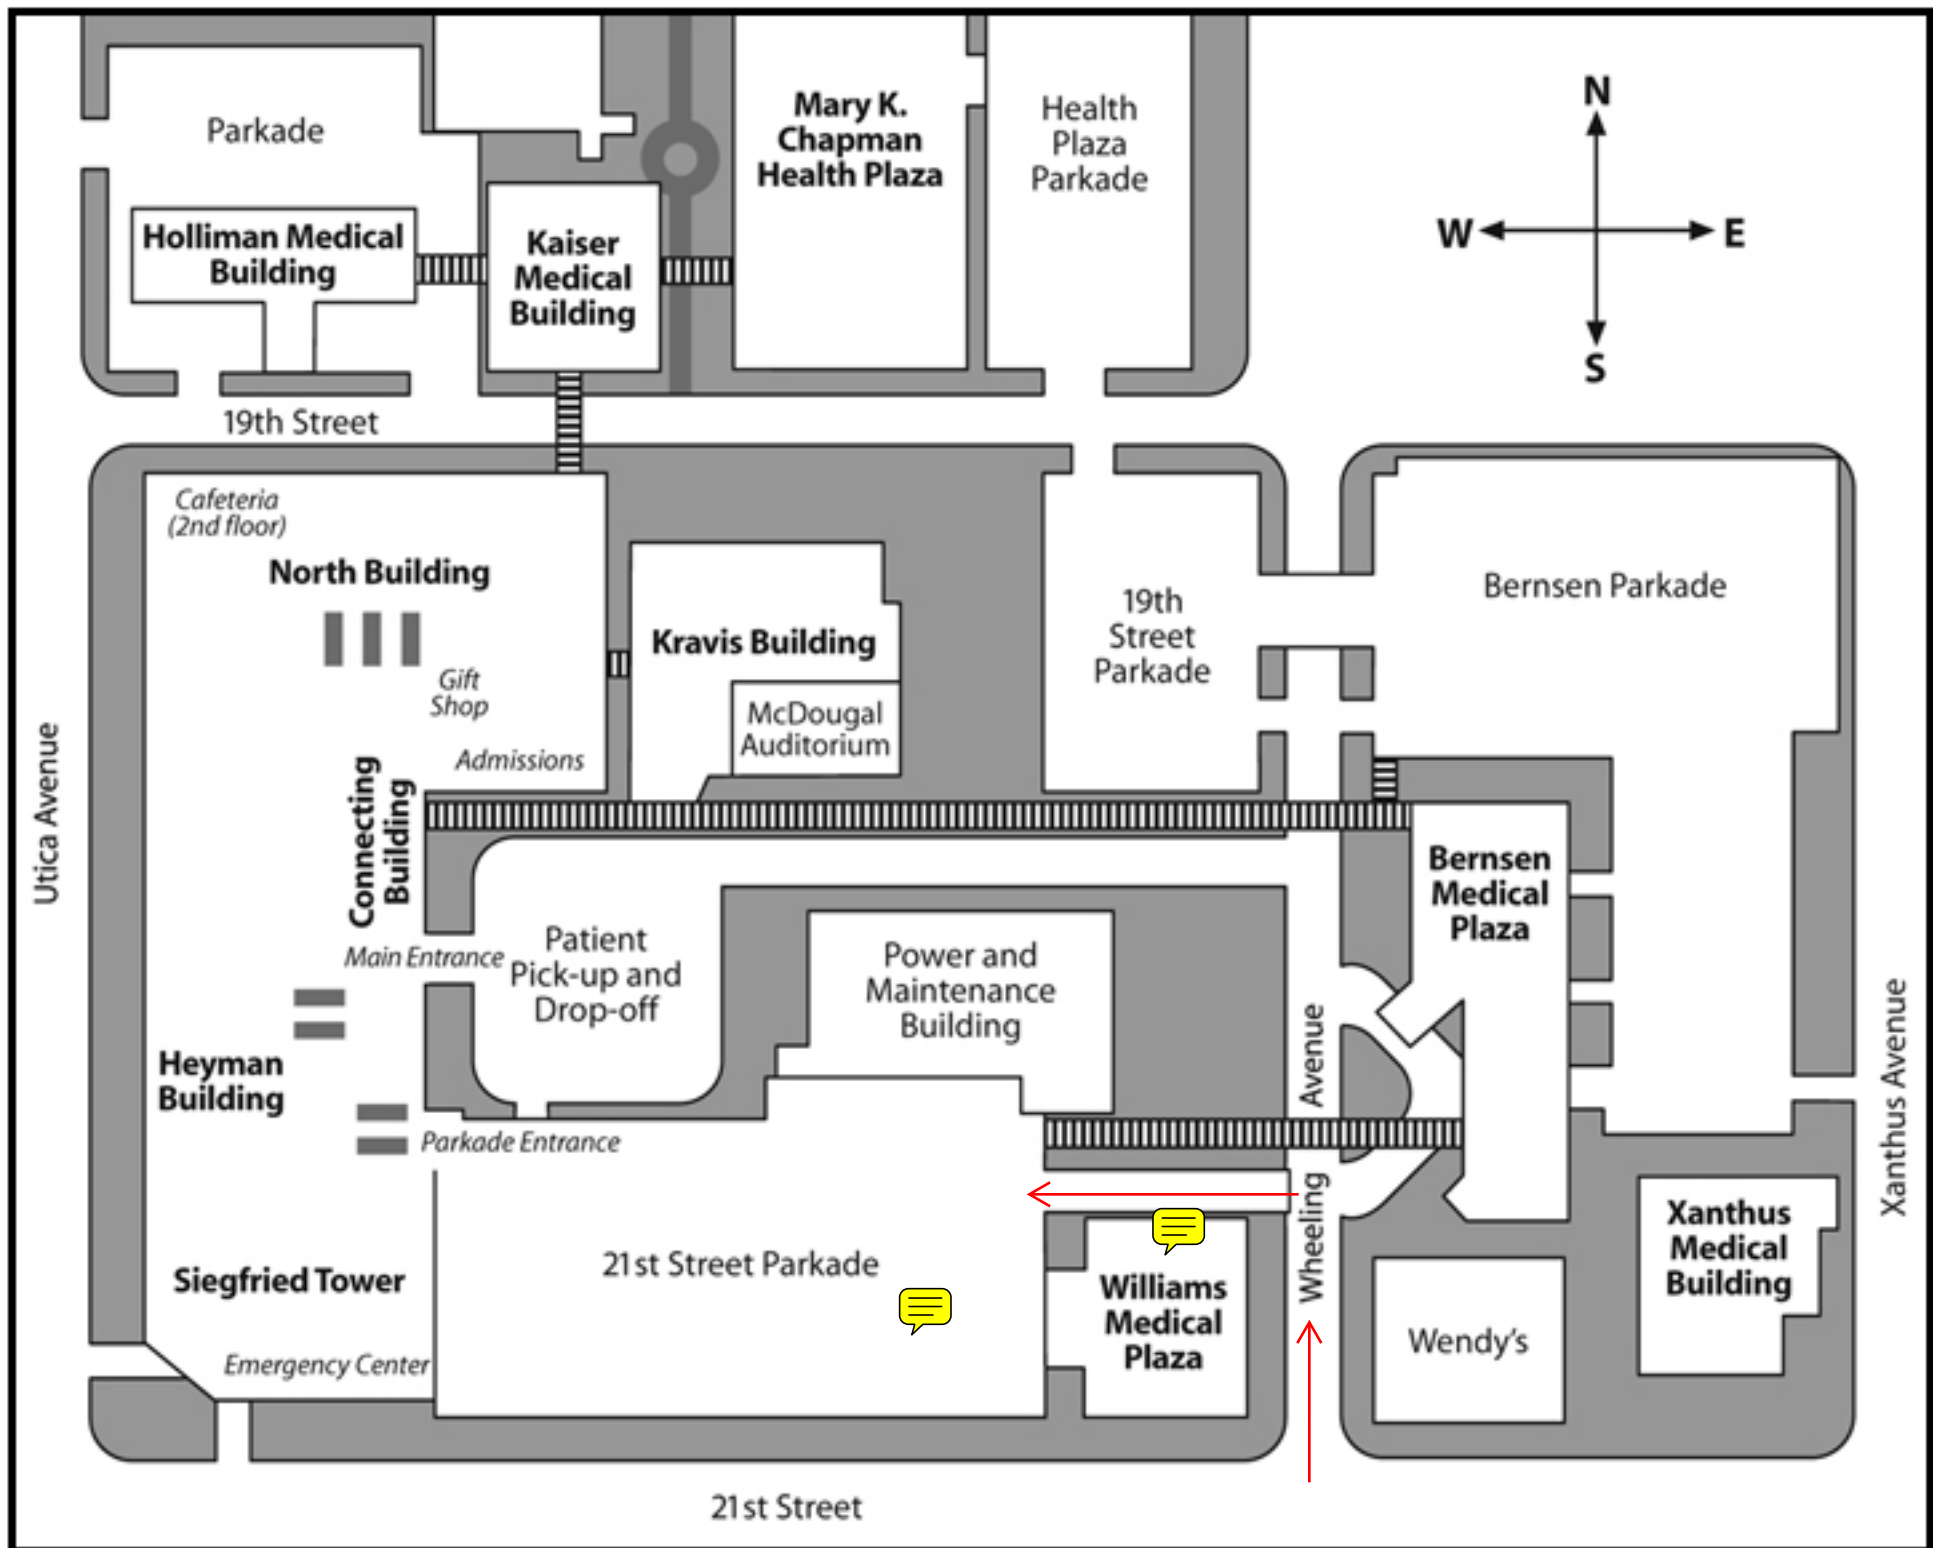 Parkade
Holliman Medical
Building
Kaiser
Medical
Building
Mary K.
Chapman
Health Plaza
Health
Plaza
Parkade
N
W
E
S
19th Street
Cafeteria
(2nd floor)
North Building
Gift
Shop
Admissions
Kravis Building
McDougal
Auditorium
19th
Street
Parkade
Bernsen Parkade
Utica Avenue
Connecting
Building
Main Entrance
Patient
Pick-up and
Drop-off
Power and
Maintenance
Building
Bernsen
Medical
Plaza
Heyman
Building
Parkade Entrance
Wheeling Avenue
Xanthus Avenue
Siegfried Tower
Emergency Center
21st Street Parkade
Williams
Medical
Plaza
Wendy's
Xanthus
Medical
Building
21st Street